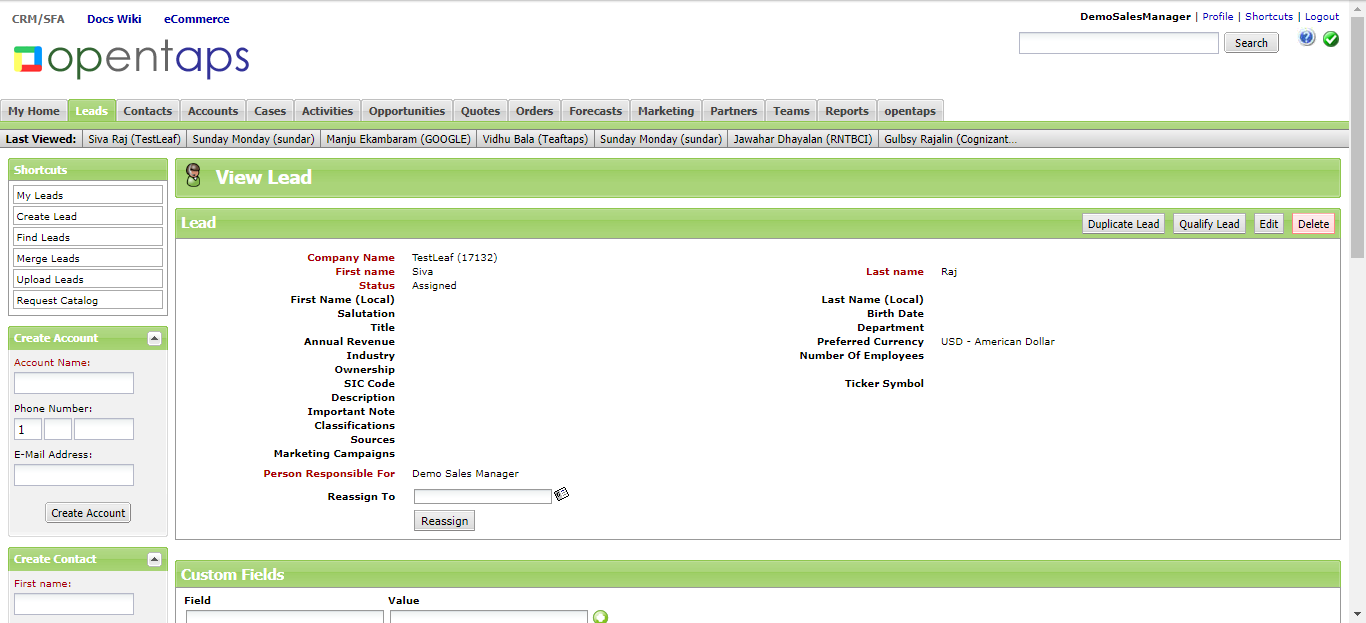 CRM/SFA Docs Wiki eCommerce
DemoSalesManager | Profile | Shortcuts | Logout
opentaps
Search
My Home Leads Contacts Accounts Cases Activities Opportunities Quotes Orders Forecasts Marketing Partners Teams Reports opentaps
Last Viewed: Siva Raj (TestLeaf) Sunday Monday (sundar) Manju Ekambaram (GOOGLE) Vidhu Bala (Teaftaps) Sunday Monday (sundar) Jawahar Dhayalan (RNTBCI) Gulbsy Rajalin (Cognizant...
Shortcuts
My Leads
Create Lead
Find Leads
Merge Leads
Upload Leads
Request Catalog
Create Account
Account Name:
Phone Number:
1
E-Mail Address:
Create Account
Create Contact
First name:
View Lead
Lead
Duplicate Lead Qualify Lead Edit Delete
Company Name TestLeaf (17132)
First name Siva Last name Raj
Status Assigned
First Name (Local) Last Name (Local)
Salutation Birth Date
Title Department
Annual Revenue Preferred Currency USD - American Dollar
Industry Number Of Employees
Ownership
SIC Code Ticker Symbol
Description
Important Note
Classifications
Sources
Marketing Campaigns
Person Responsible For Demo Sales Manager
Reassign To
Reassign
Custom Fields
Field Value